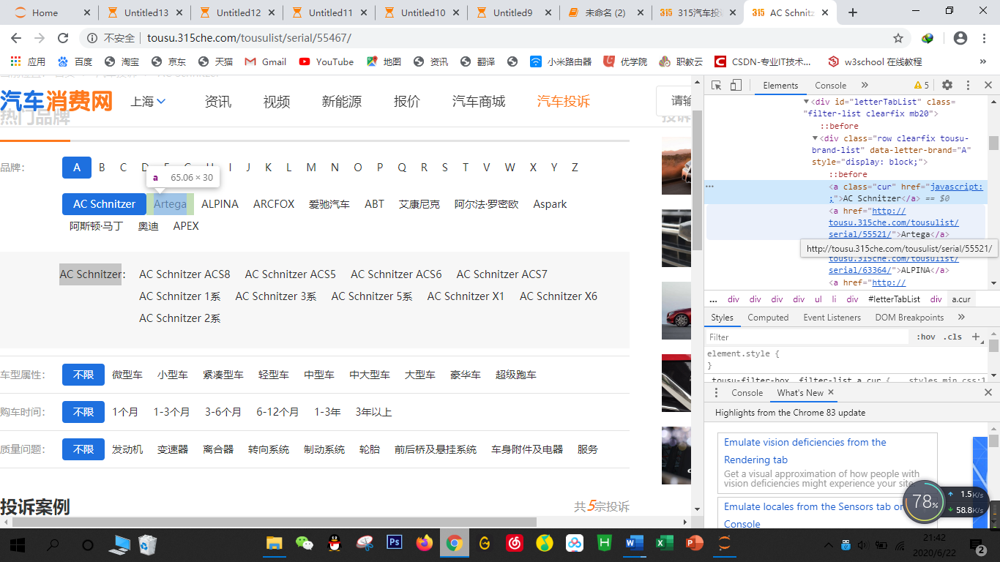 Home Untitled13 Untitled12 Untitled11 Untitled10 Untitled9 未命名 (2) 315汽车投诉 AC Schnitz
不安全 tousu.315che.com/tousulist/serial/55467/
应用 百度 淘宝 京东 天猫 Gmail YouTube 地图 资讯 翻译 小米路由器 优学院 职教云 CSDN-专业IT技术... w3school 在线教程 »
汽车消费网 上海 资讯 视频 新能源 报价 汽车商城 汽车投诉 请输
热门品牌
品牌: A B C D E G H I J K L M N O P Q R S T V W X Y Z
a 65.06 × 30
AC Schnitzer Artega ALPINA ARCFOX 爱驰汽车 ABT 艾康尼克 阿尔法·罗密欧 Aspark
阿斯顿·马丁 奥迪 APEX
AC Schnitzer: AC Schnitzer ACS8 AC Schnitzer ACS5 AC Schnitzer ACS6 AC Schnitzer ACS7
AC Schnitzer 1系 AC Schnitzer 3系 AC Schnitzer 5系 AC Schnitzer X1 AC Schnitzer X6
AC Schnitzer 2系
车型属性: 不限 微型车 小型车 紧凑型车 轻型车 中型车 中大型车 大型车 豪华车 超级跑车
购车时间: 不限 1个月 1-3个月 3-6个月 6-12个月 1-3年 3年以上
质量问题: 不限 发动机 变速器 离合器 转向系统 制动系统 轮胎 前后桥及悬挂系统 车身附件及电器 服务
投诉案例 共5宗投诉
Elements Console » 5
<div id="letterTabList" class=
"filter-list clearfix mb20">
::before
<div class="row clearfix tousu-
brand-list" data-letter-brand="A"
style="display: block;">
::before
<a class="cur" href="javascript:
;">AC Schnitzer</a> == $0
<a href="http://
tousu.315che.com/tousulist/
serial/55521/">Artega</a>
http://tousu.315che.com/tousulist/serial/55521/
tousu.315che.com/tousulist/
serial/63364/">ALPINA</a>
<a href="http://
... div div div div ul li div #letterTabList div a.cur
Styles Computed Event Listeners DOM Breakpoints »
Filter :hov .cls +
element.style {
}
.tousu-filter-box .filter-list a.cur { styles.min.css:1
Console What's New
Highlights from the Chrome 83 update
Emulate vision deficiencies from the
Rendering tab
Get a visual approximation of how people with
vision deficiencies might experience your site.
Emulate locales from the Sensors tab
Console
78%
1.5K/s
58.8K/s
21:42
2020/6/22
2